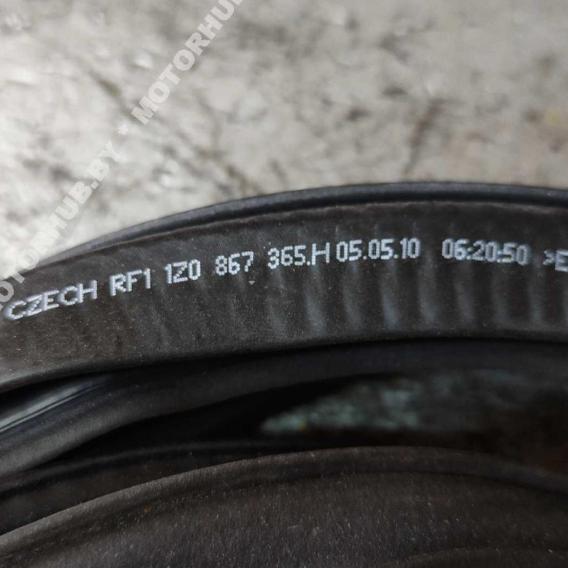 MOTORHUB.BY * MOTORHUB
CZECH RF1 1Z0 867 365.H 05.05.10 06:20:50 >E